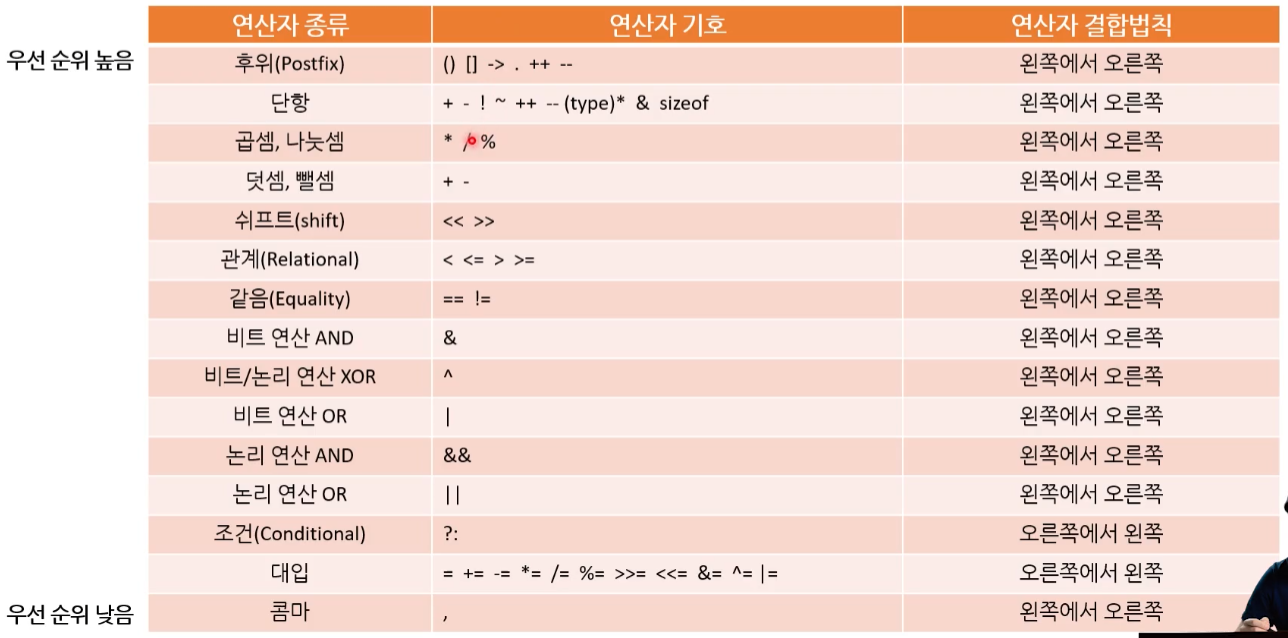 연산자 종류 연산자 기호 연산자 결합법칙
우선 순위 높음 후위(Postfix) () [] -> . ++ -- 왼쪽에서 오른쪽
단항 + - ! ~ ++ -- (type)* & sizeof 왼쪽에서 오른쪽
곱셈, 나눗셈 * / % 왼쪽에서 오른쪽
덧셈, 뺄셈 + - 왼쪽에서 오른쪽
쉬프트(shift) << >> 왼쪽에서 오른쪽
관계(Relational) < <= > >= 왼쪽에서 오른쪽
같음(Equality) == != 왼쪽에서 오른쪽
비트 연산 AND & 왼쪽에서 오른쪽
비트/논리 연산 XOR ^ 왼쪽에서 오른쪽
비트 연산 OR | 왼쪽에서 오른쪽
논리 연산 AND && 왼쪽에서 오른쪽
논리 연산 OR || 왼쪽에서 오른쪽
조건(Conditional) ?: 오른쪽에서 왼쪽
대입 = += -= *= /= %= >>= <<= &= ^= |= 오른쪽에서 왼쪽
우선 순위 낮음 콤마 , 왼쪽에서 오른쪽